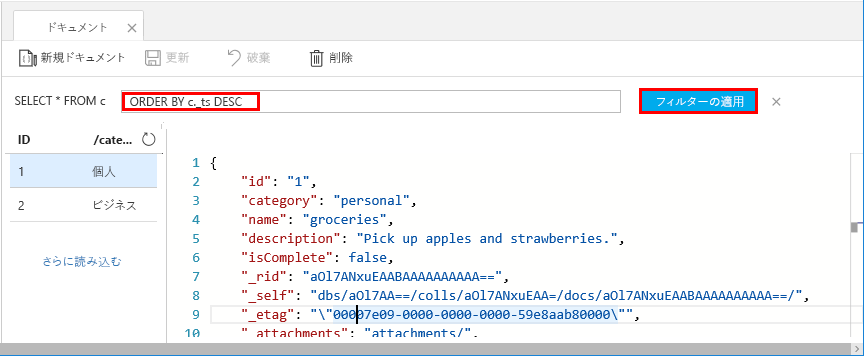 ドキュメント
新規ドキュメント 更新 破棄 削除
SELECT * FROM c ORDER BY c._ts DESC フィルターの適用
ID /cate...
1 個人
2 ビジネス
さらに読み込む
1 {
2 "id": "1",
3 "category": "personal",
4 "name": "groceries",
5 "description": "Pick up apples and strawberries.",
6 "isComplete": false,
7 "_rid": "aOl7ANxuEAABAAAAAAAAAA==",
8 "_self": "dbs/aOl7AA==/colls/aOl7ANxuEAA=/docs/aOl7ANxuEAABAAAAAAAAAA==/",
9 "_etag": "\"00007e09-0000-0000-0000-59e8aab80000\"",
10 "_attachments": "attachments/",